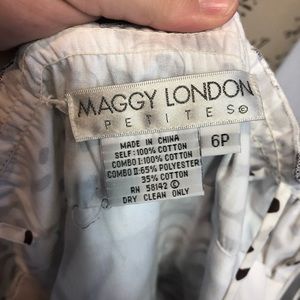 MAGGY LONDON
PETITES ©
MADE IN CHINA
SELF:100% COTTON
COMBO I:100% COTTON
COMBO II:65% POLYESTER
35% COTTON
RN 58142 ©
DRY CLEAN ONLY
6P